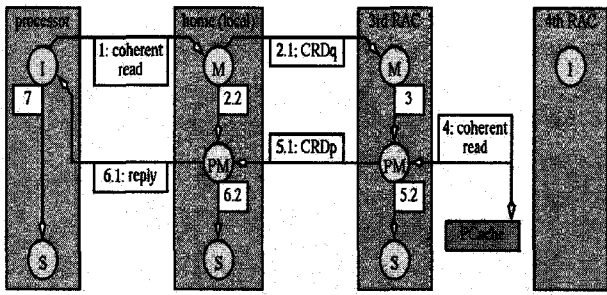 processor
home (local)
3rd RAC
4th RAC
1: coherent
read
2.1; CRDq
I
M
M
I
7
2.2
3
4: coherent
read
5.1: CRDp
6.1: reply
PM
PM
6.2
5.2
PCache
S
S
S